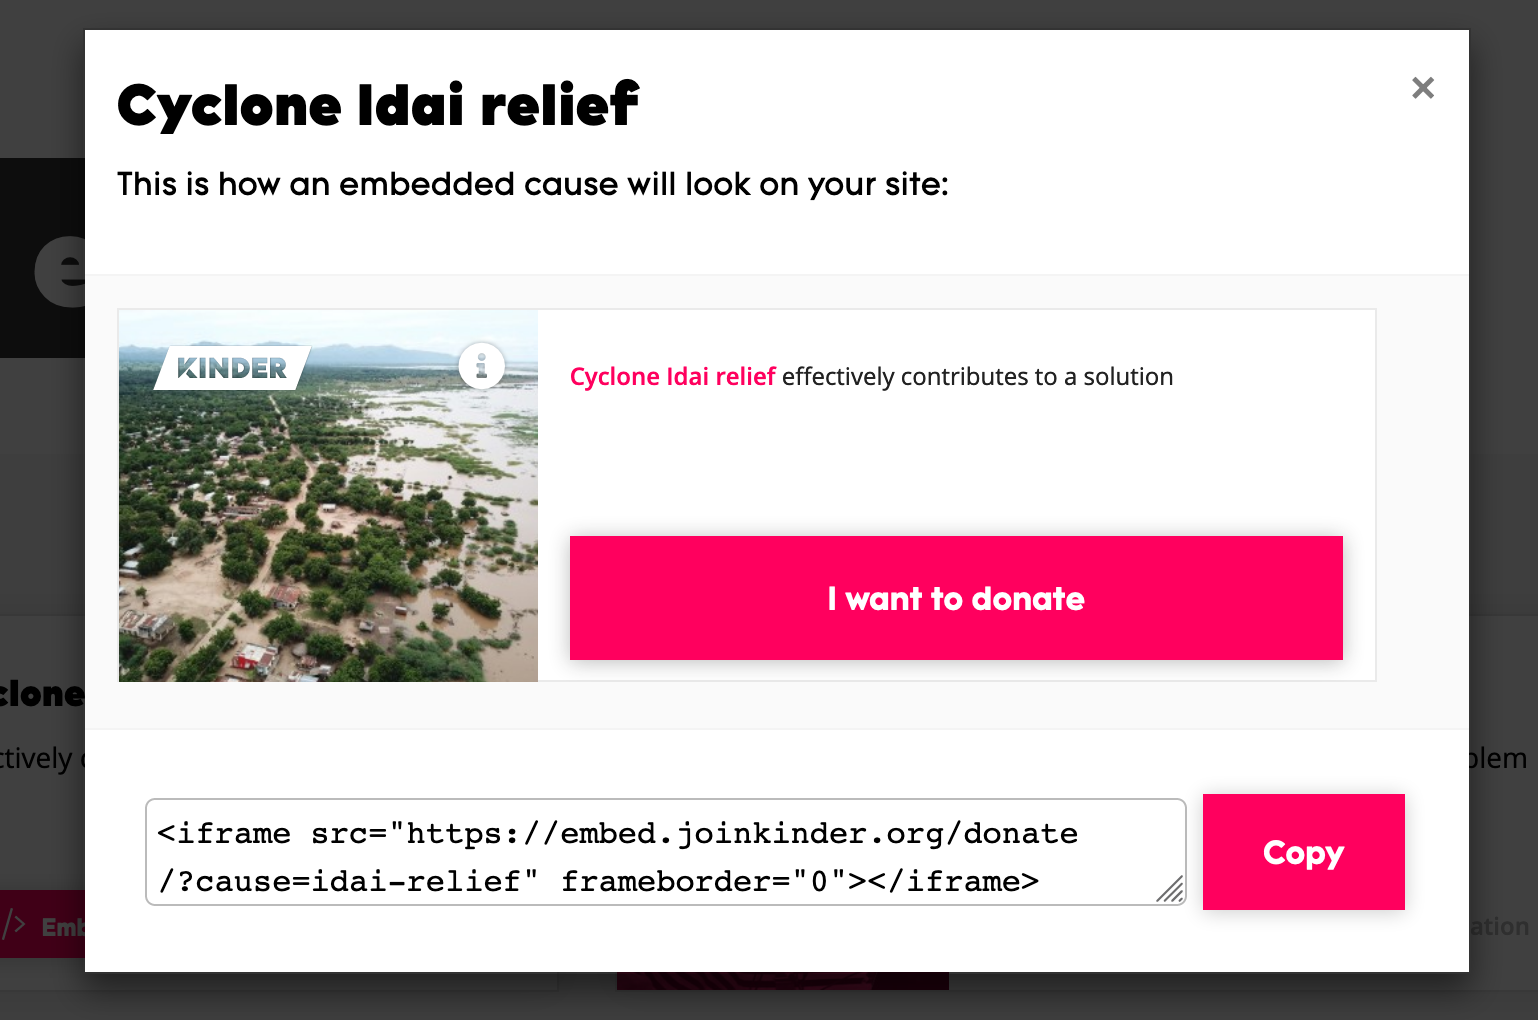 Cyclone Idai relief
×
This is how an embedded cause will look on your site:
e
KINDER
i
Cyclone Idai relief effectively contributes to a solution
I want to donate
clone
ctively
blem
<iframe src="https://embed.joinkinder.org/donate
/?cause=idai-relief" frameborder="0"></iframe>
Copy
/> Emb
ation